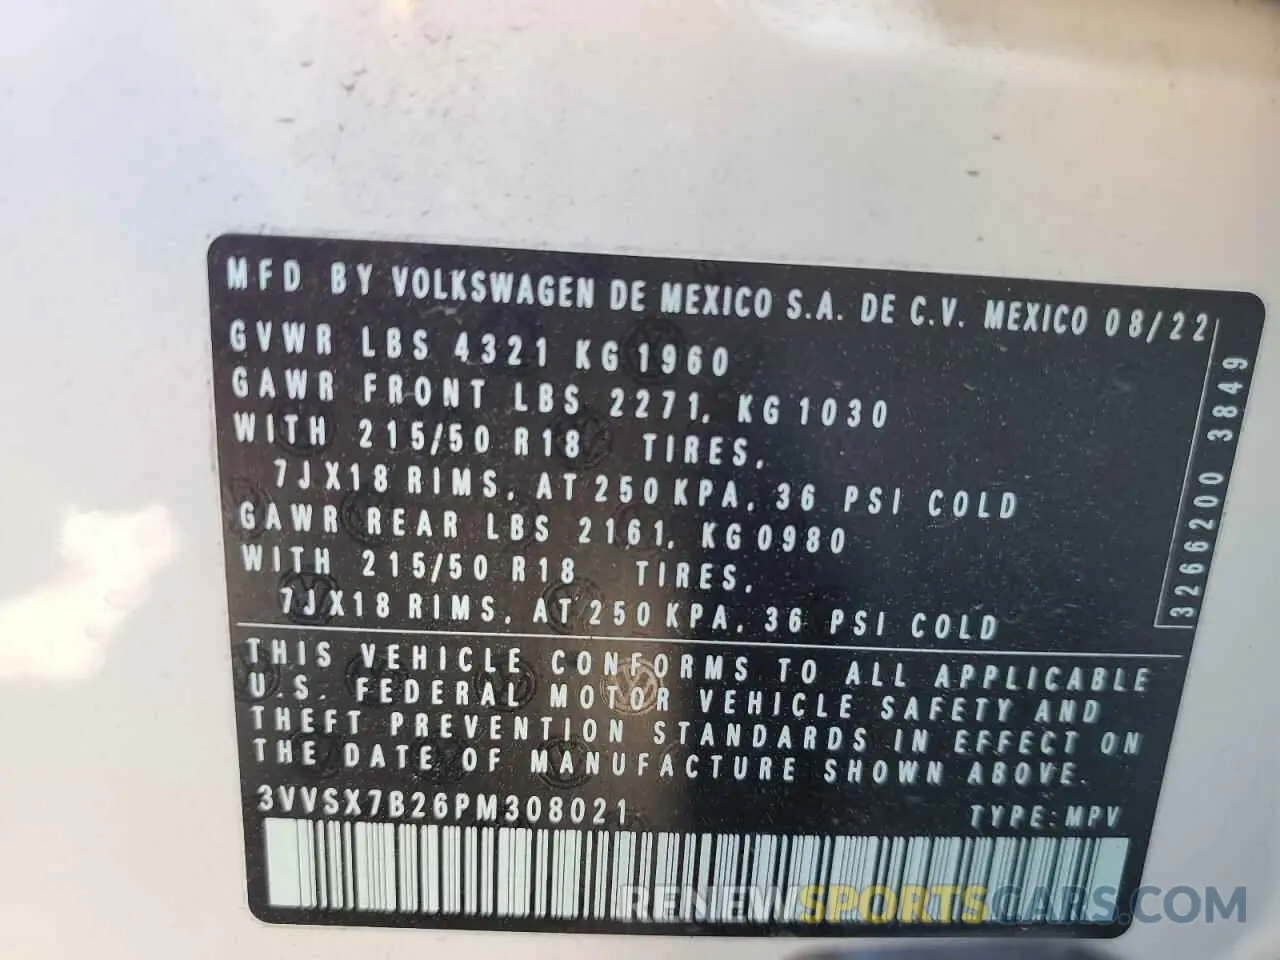 MFD BY VOLKSWAGEN DE MEXICO S.A. DE C.V. MEXICO 08/22
GVWR LBS 4321 KG 1960
GAWR FRONT LBS 2271, KG 1030
WITH 215/50 R18 TIRES,
7JX18 RIMS, AT 250 KPA, 36 PSI COLD
GAWR REAR LBS 2161, KG 0980
WITH 215/50 R18 TIRES,
7JX18 RIMS, AT 250 KPA, 36 PSI COLD
3266200 3849
THIS VEHICLE CONFORMS TO ALL APPLICABLE
U.S. FEDERAL MOTOR VEHICLE SAFETY AND
THEFT PREVENTION STANDARDS IN EFFECT ON
THE DATE OF MANUFACTURE SHOWN ABOVE.
3VVSX7B26PM308021 TYPE: MPV
RENEWSPORTSCARS.COM